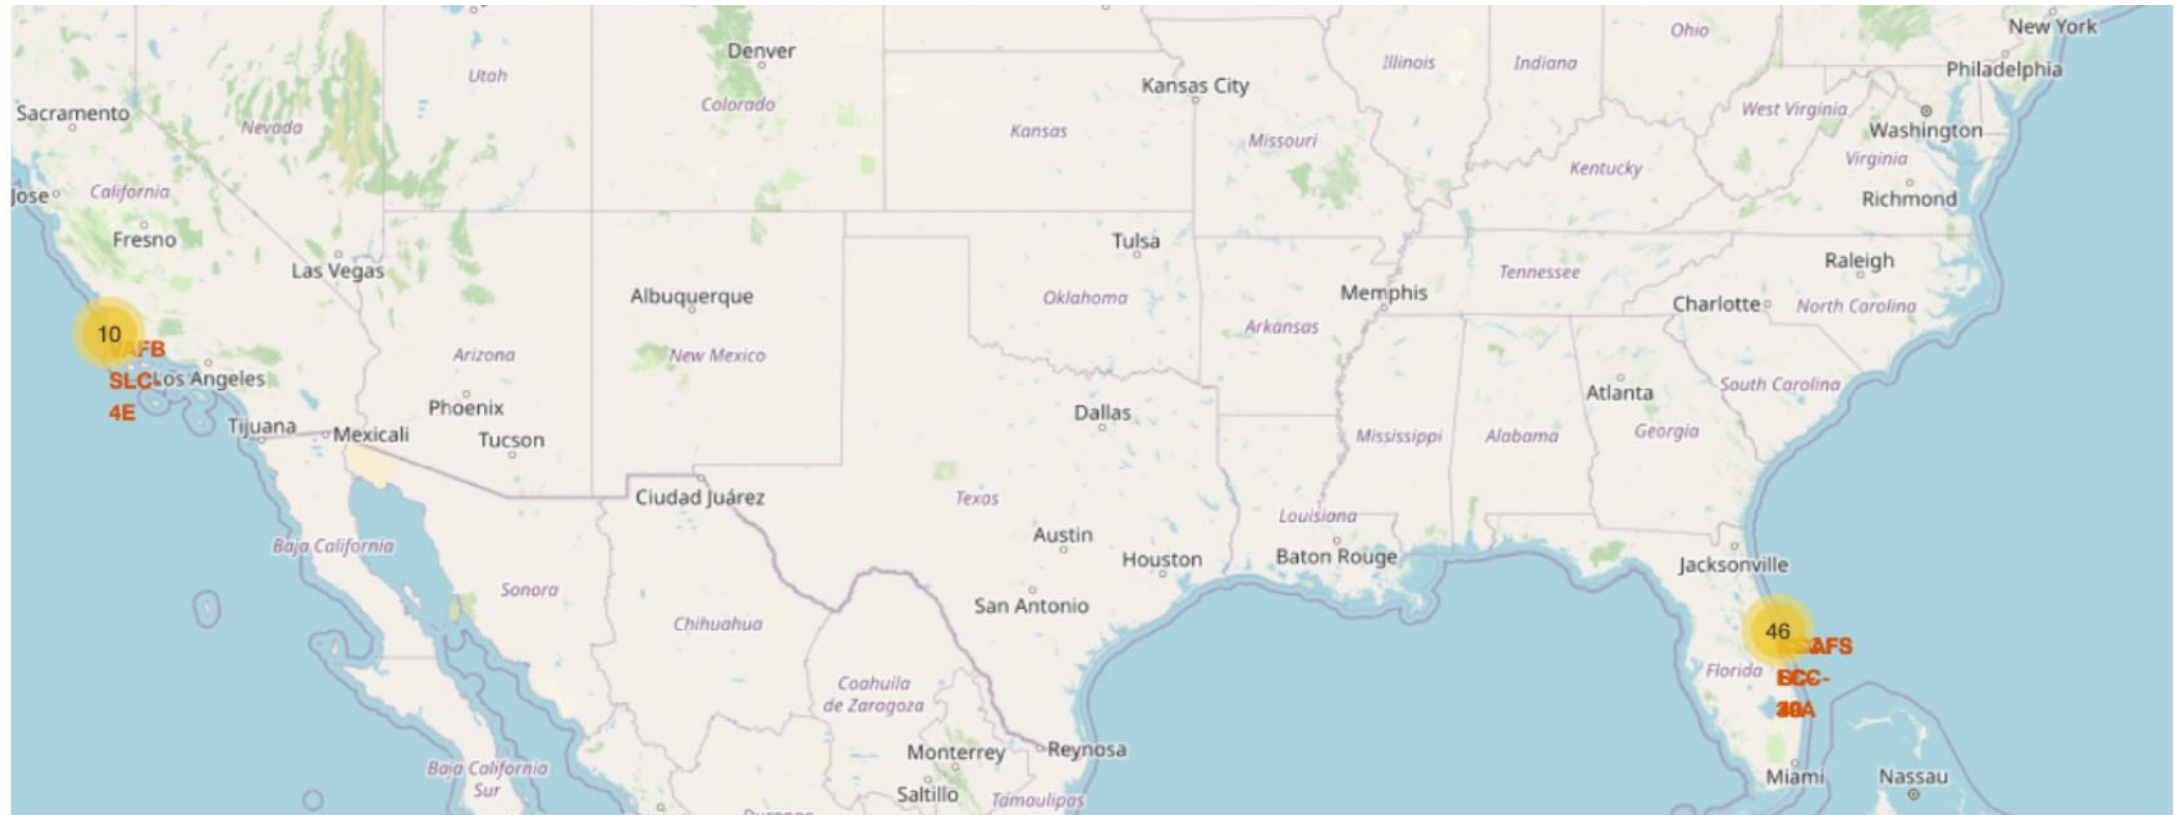 New York
Denver
Ohio
Utah
Illinois
Indiana
Philadelphia
Kansas City
Colorado
Sacramento
West Virginia
Nevada
Kansas
Washington
Missouri
Virginia
Kentucky
Jose
California
Richmond
Fresno
Tulsa
Las Vegas
Raleigh
Tennessee
Albuquerque
Oklahoma
Memphis
Charlotte
North Carolina
10
Arkansas
VAFB
Arizona
New Mexico
SLC-
Los Angeles
South Carolina
Atlanta
4E
Phoenix
Dallas
Tijuana
Mexicali
Tucson
Mississippi
Alabama
Georgia
Ciudad Juárez
Texas
Louisiana
Austin
Baja California
Houston
Baton Rouge
Jacksonville
Sonora
San Antonio
Chihuahua
46
Florida
Coahuila
de Zaragoza
Monterrey
Reynosa
Baja California
Sur
Miami
Nassau
Saltillo
Tamaulipas
Durango